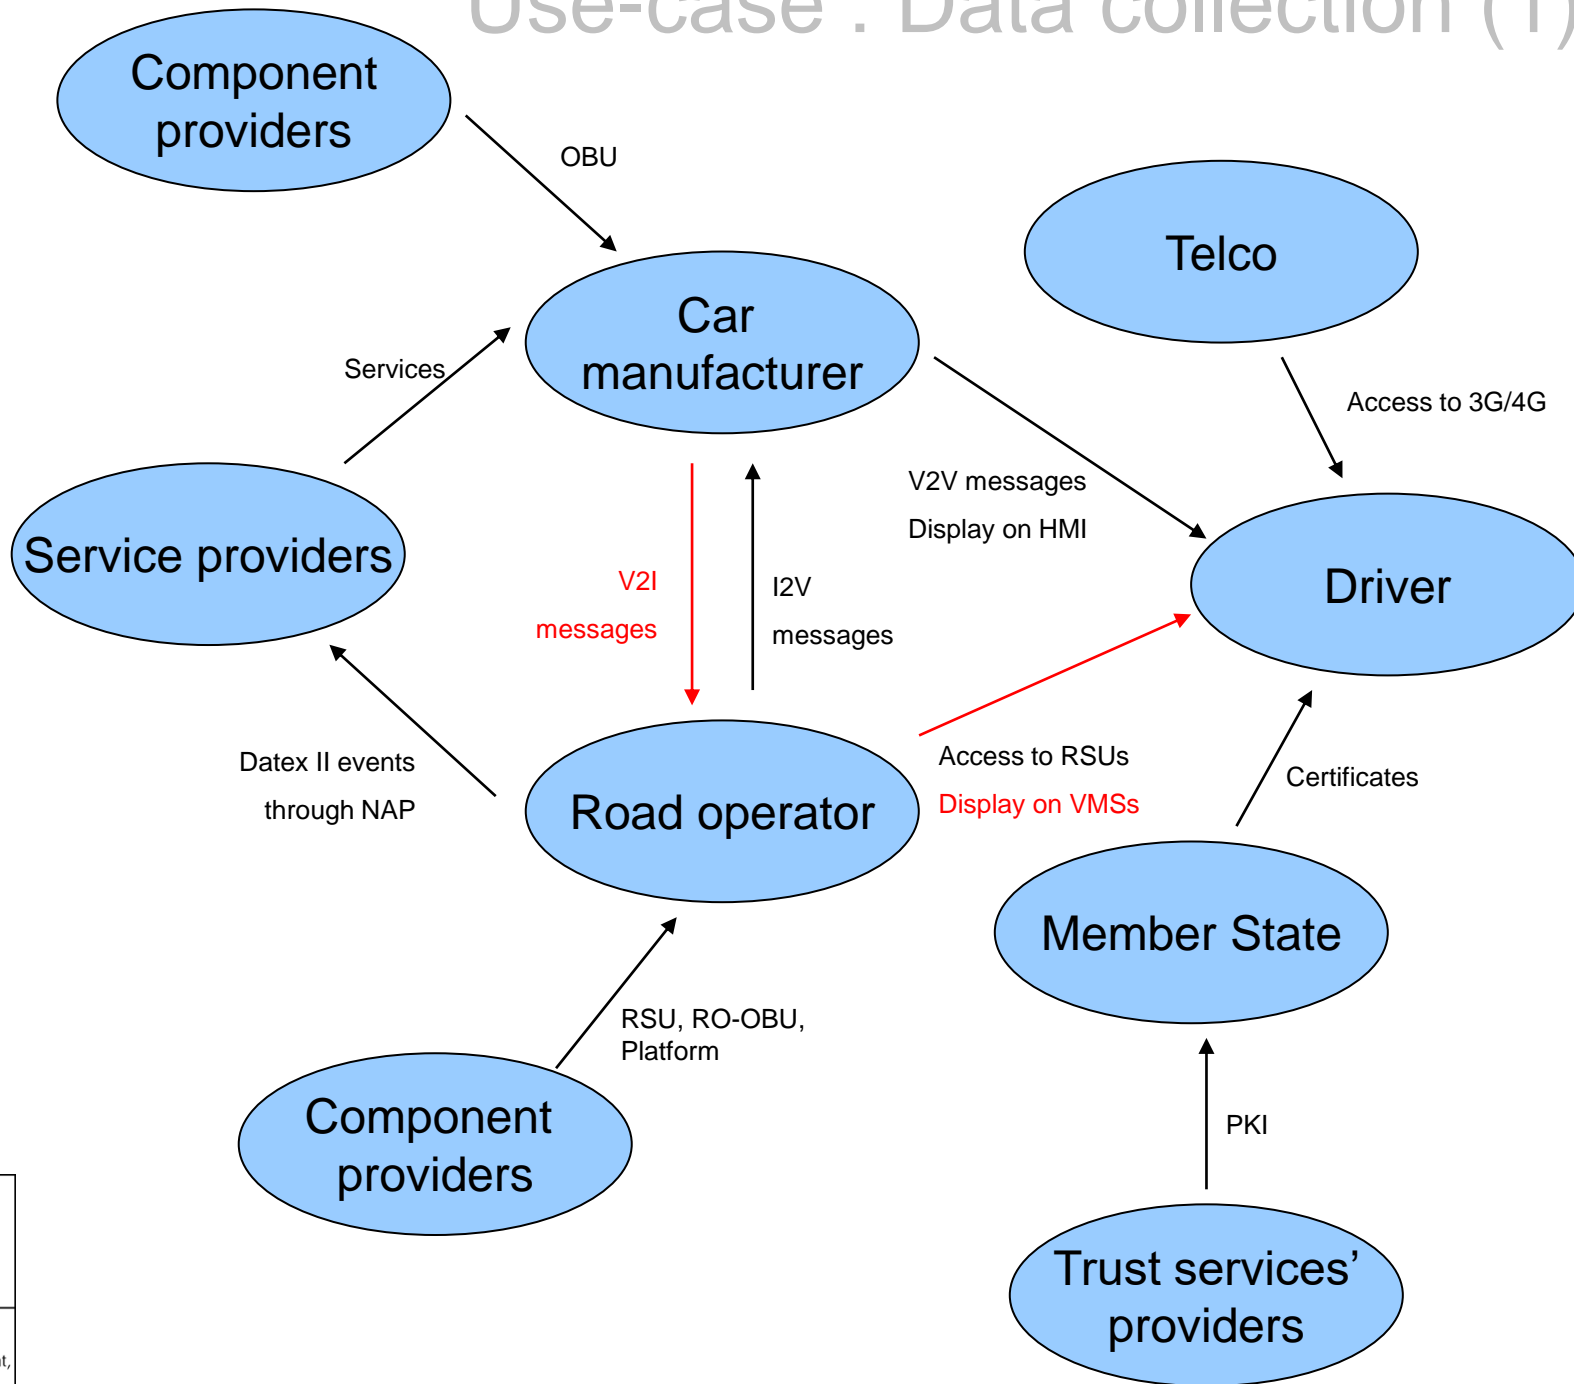 Use-case : Data collection (1)
Component
providers
OBU
Telco
Car
manufacturer
Access to 3G/4G
Services
V2V messages
Display on HMI
Service providers
Driver
V2I
messages
I2V
messages
Datex II events
through NAP
Access to RSUs
Display on VMSs
Certificates
Road operator
Member State
RSU, RO-OBU,
Platform
Component
providers
PKI
Trust services’
providers